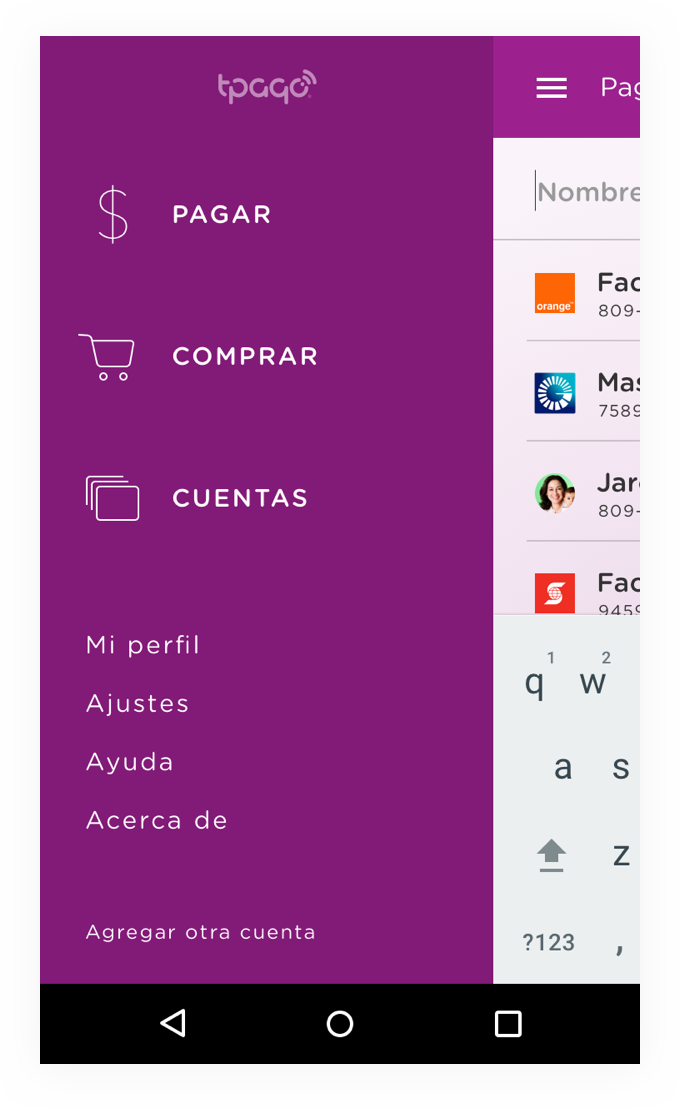 tpago
PAGAR
COMPRAR
CUENTAS
Mi perfil
Ajustes
Ayuda
Acerca de
Agregar otra cuenta
Pag
Nombre
orange
Fac
809-
Mas
7589
Jar
809-
Fac
9459
1 2
q w
a s
z
?123 ,